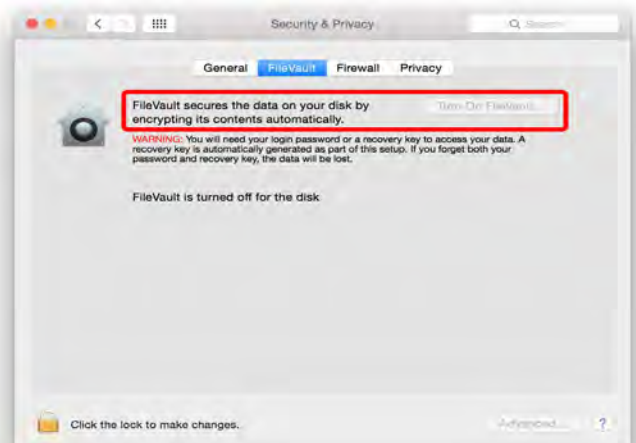 Security & Privacy
Search
General FileVault Firewall Privacy
FileVault secures the data on your disk by
encrypting its contents automatically.
Turn On FileVault...
WARNING: You will need your login password or a recovery key to access your data. A
recovery key is automatically generated as part of this setup. If you forget both your
password and recovery key, the data will be lost.
FileVault is turned off for the disk
Click the lock to make changes.
Advanced...
?